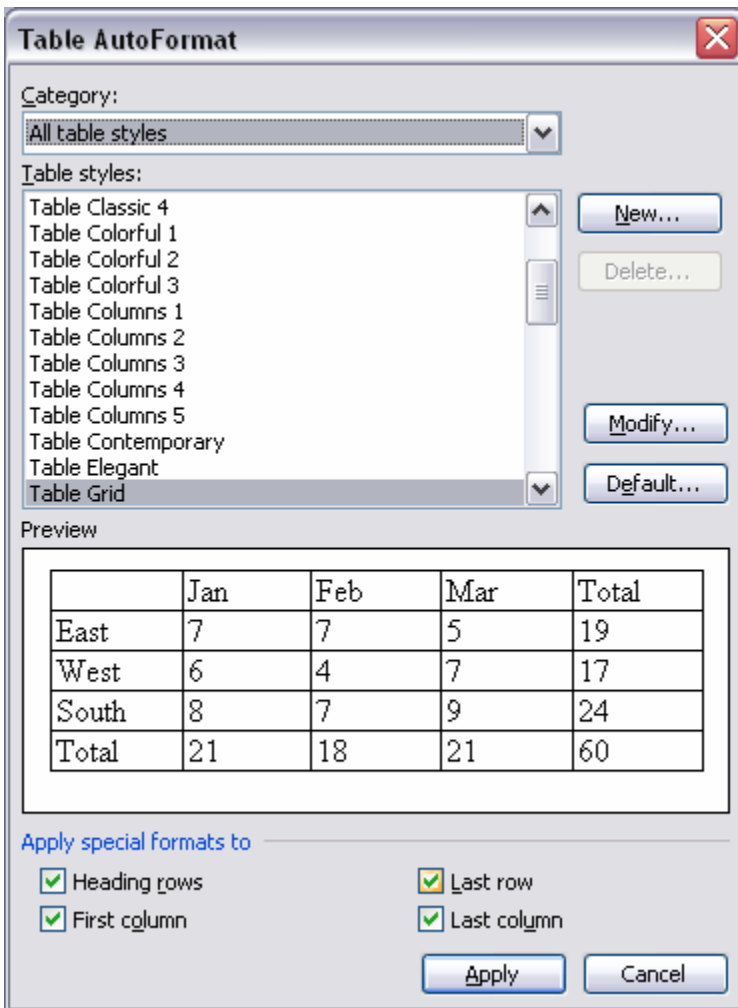 Table AutoFormat
Category:
All table styles
Table styles:
Table Classic 4
Table Colorful 1
Table Colorful 2
Table Colorful 3
Table Columns 1
Table Columns 2
Table Columns 3
Table Columns 4
Table Columns 5
Table Contemporary
Table Elegant
Table Grid
New...
Delete...
Modify...
Default...
Preview
Jan Feb Mar Total
East 7 7 5 19
West 6 4 7 17
South 8 7 9 24
Total 21 18 21 60
Apply special formats to
Heading rows Last row
First column Last column
Apply Cancel